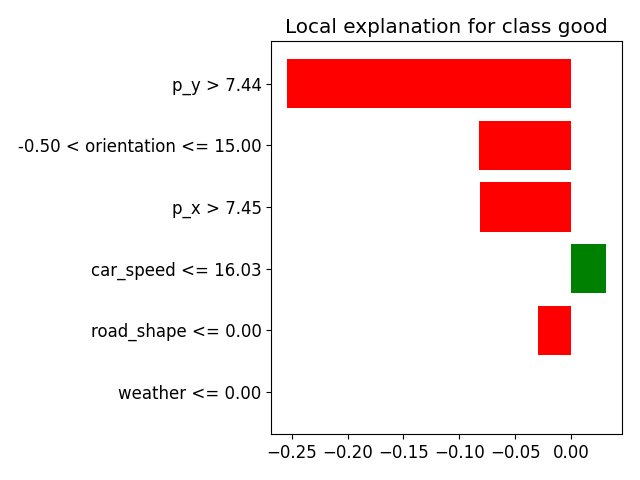 Local explanation for class good
p_y > 7.44
-0.50 < orientation <= 15.00
p_x > 7.45
car_speed <= 16.03
road_shape <= 0.00
weather <= 0.00
−0.25 −0.20 −0.15 −0.10 −0.05 0.00